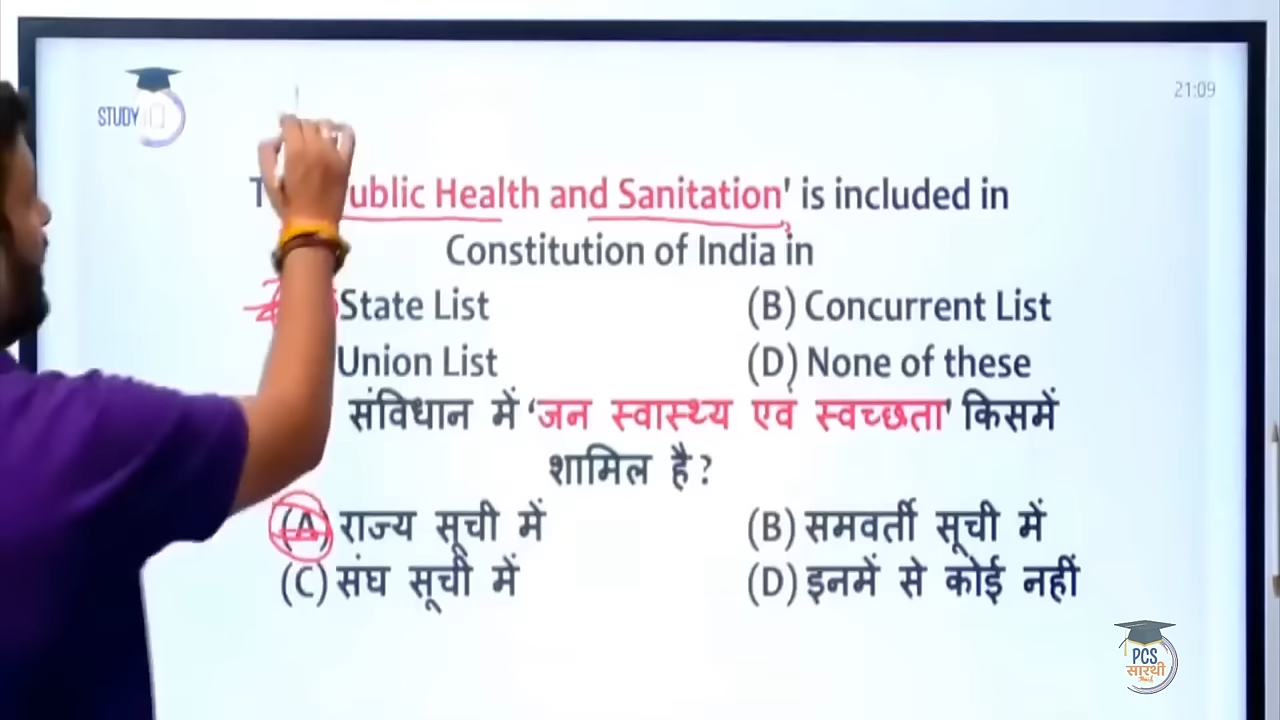 STUDY
21:09
ublic Health and Sanitation' is included in
Constitution of India in
State List
(B) Concurrent List
Union List
(D) None of these
संविधान में ‘जन स्वास्थ्य एवं स्वच्छता' किसमें
शामिल है ?
(A) राज्य सूची में
(B) समवर्ती सूची में
(C) संघ सूची में
(D) इनमें से कोई नहीं
PCS
सारथी